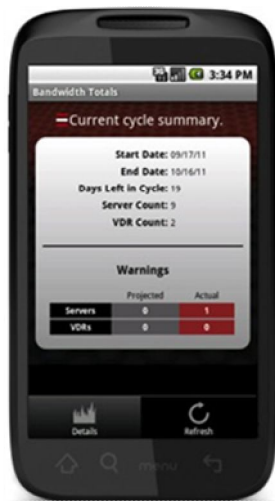 3G
3:34 PM
Bandwidth Totals
Current cycle summary.
Start Date: 09/17/11
End Date: 10/16/11
Days Left in Cycle: 19
Server Count: 9
VDR Count: 2
Warnings
Projected Actual
Servers 0 1
VDRs 0 0
Details Refresh
menu